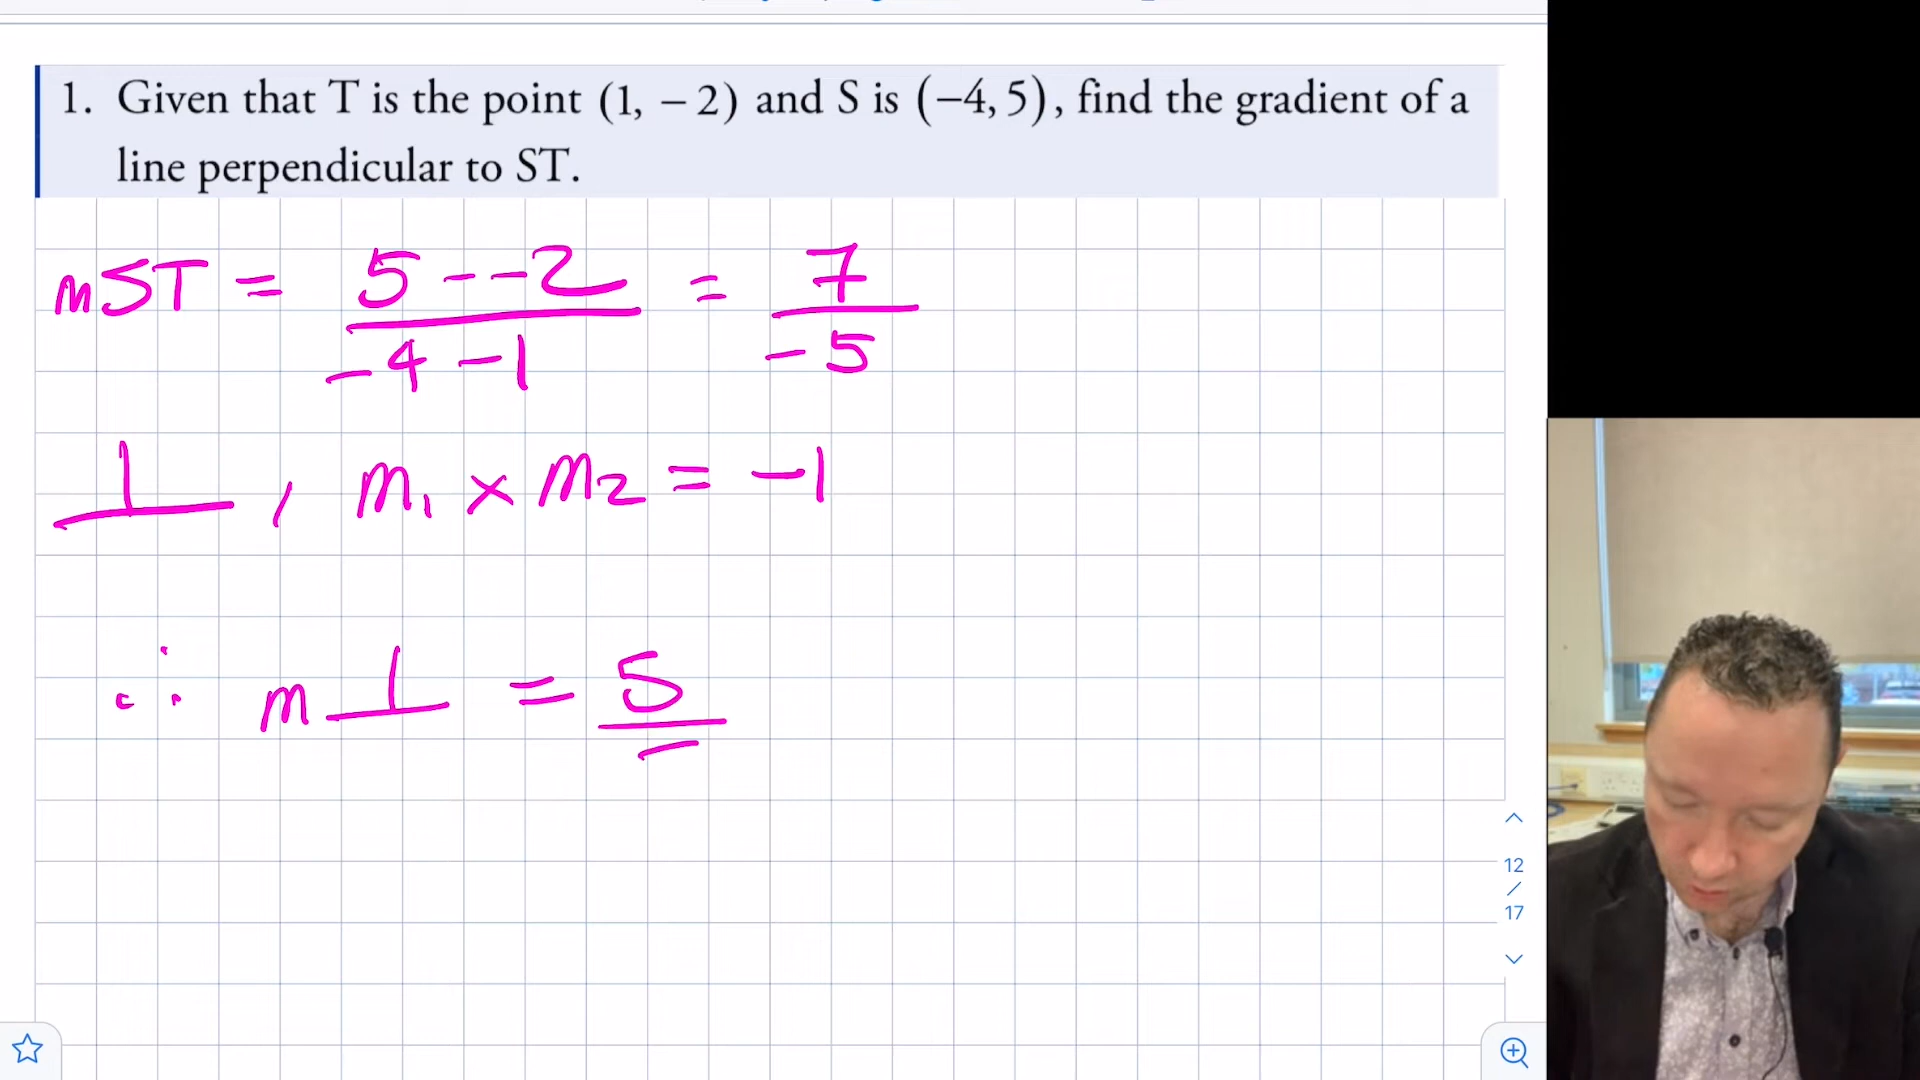 1. Given that T is the point (1, − 2) and S is (−4, 5), find the gradient of a
line perpendicular to ST.
mST = 5 - -2 / -4 -1 = 7 / -5
⊥, m₁ × m₂ = -1
∴ m⊥ = 5 /
12
/
17